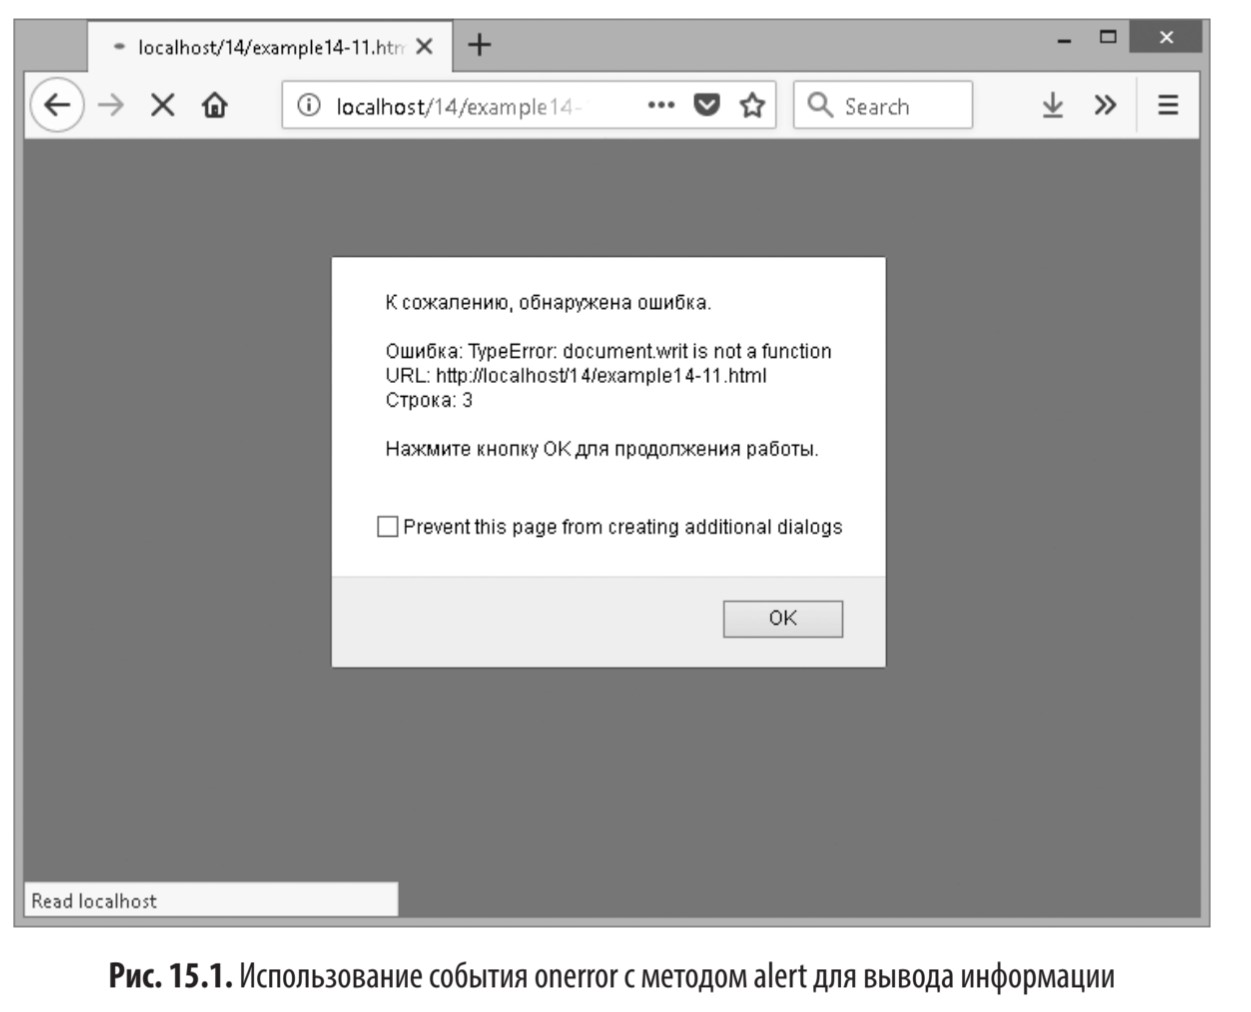 localhost/14/example14-11.htm
localhost/14/example14-
Search
К сожалению, обнаружена ошибка.
Ошибка: TypeError: document.writ is not a function
URL: http://localhost/14/example14-11.html
Строка: 3
Нажмите кнопку OK для продолжения работы.
Prevent this page from creating additional dialogs
OK
Read localhost
Рис. 15.1. Использование события onerror с методом alert для вывода информации